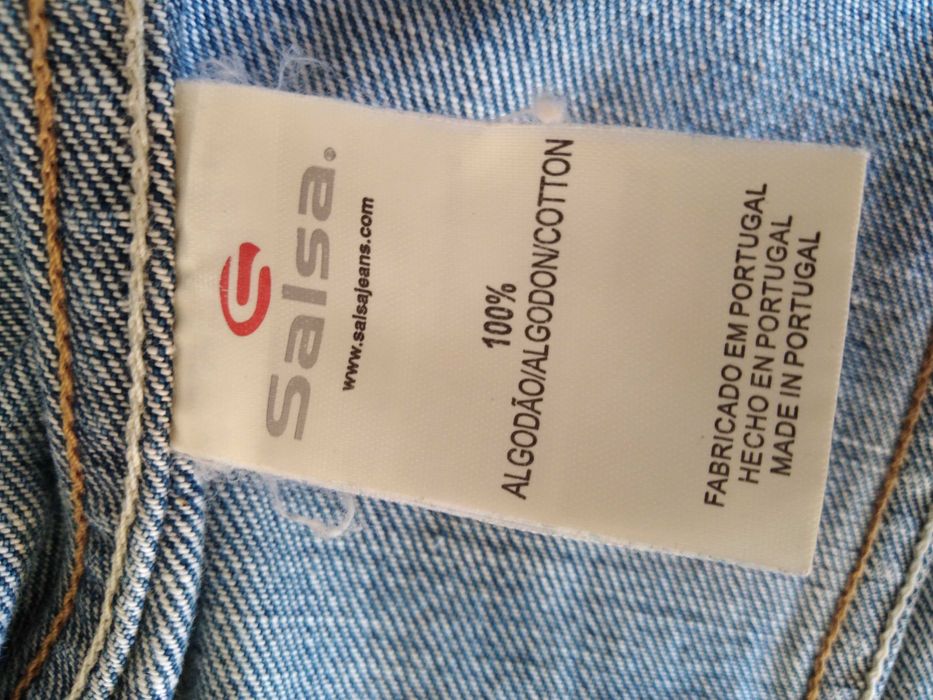 Salsa®
www.salsajeans.com
100%
ALGODÃO/ALGODON/COTTON
FABRICADO EM PORTUGAL
HECHO EN PORTUGAL
MADE IN PORTUGAL